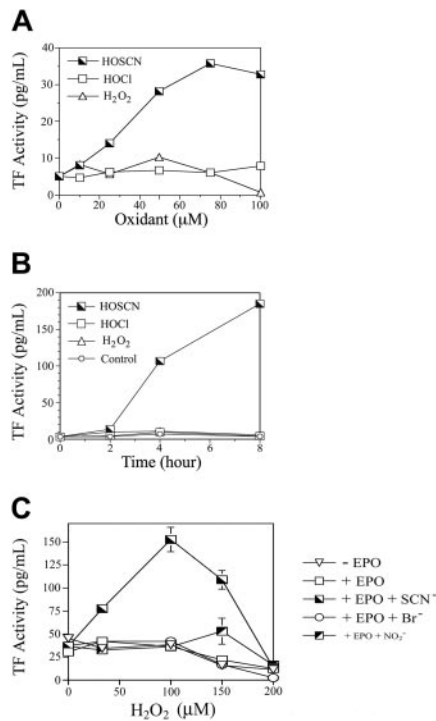 40
30
20
10
0
TF Activity (pg/mL)
HOSCN
HOCl
H₂O₂
0 20 40 60 80 100
A
Oxidant (μM)
B
200
150
100
50
0
TF Activity (pg/mL)
HOSCN
HOCl
H₂O₂
Control
0 2 4 6 8
Time (hour)
C
150
125
100
75
50
25
0
TF Activity (pg/mL)
0 50 100 150 200
H₂O₂ (μM)
- EPO
+ EPO
+ EPO + SCN⁻
+ EPO + Br⁻
+ EPO + NO₂⁻